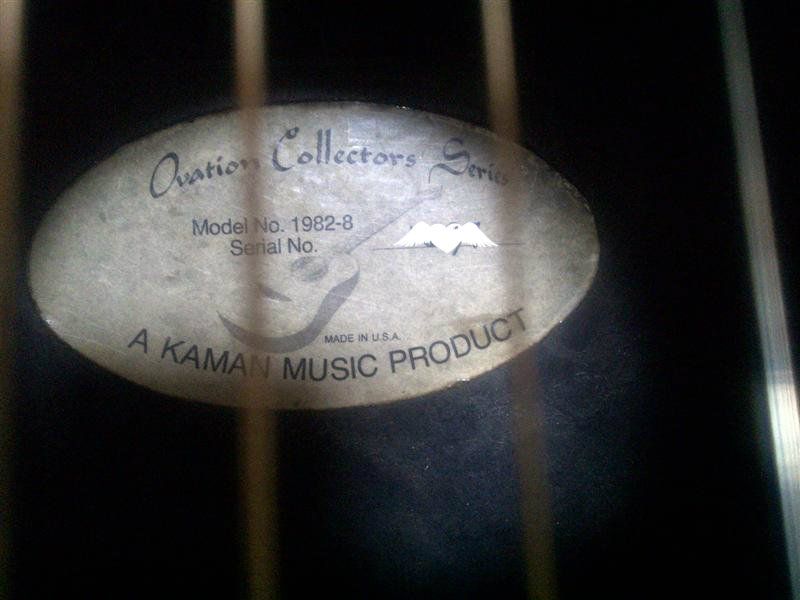 Ovation Collectors Series
Model No. 1982-8
Serial No.
MADE IN U.S.A.
A KAMAN MUSIC PRODUCT